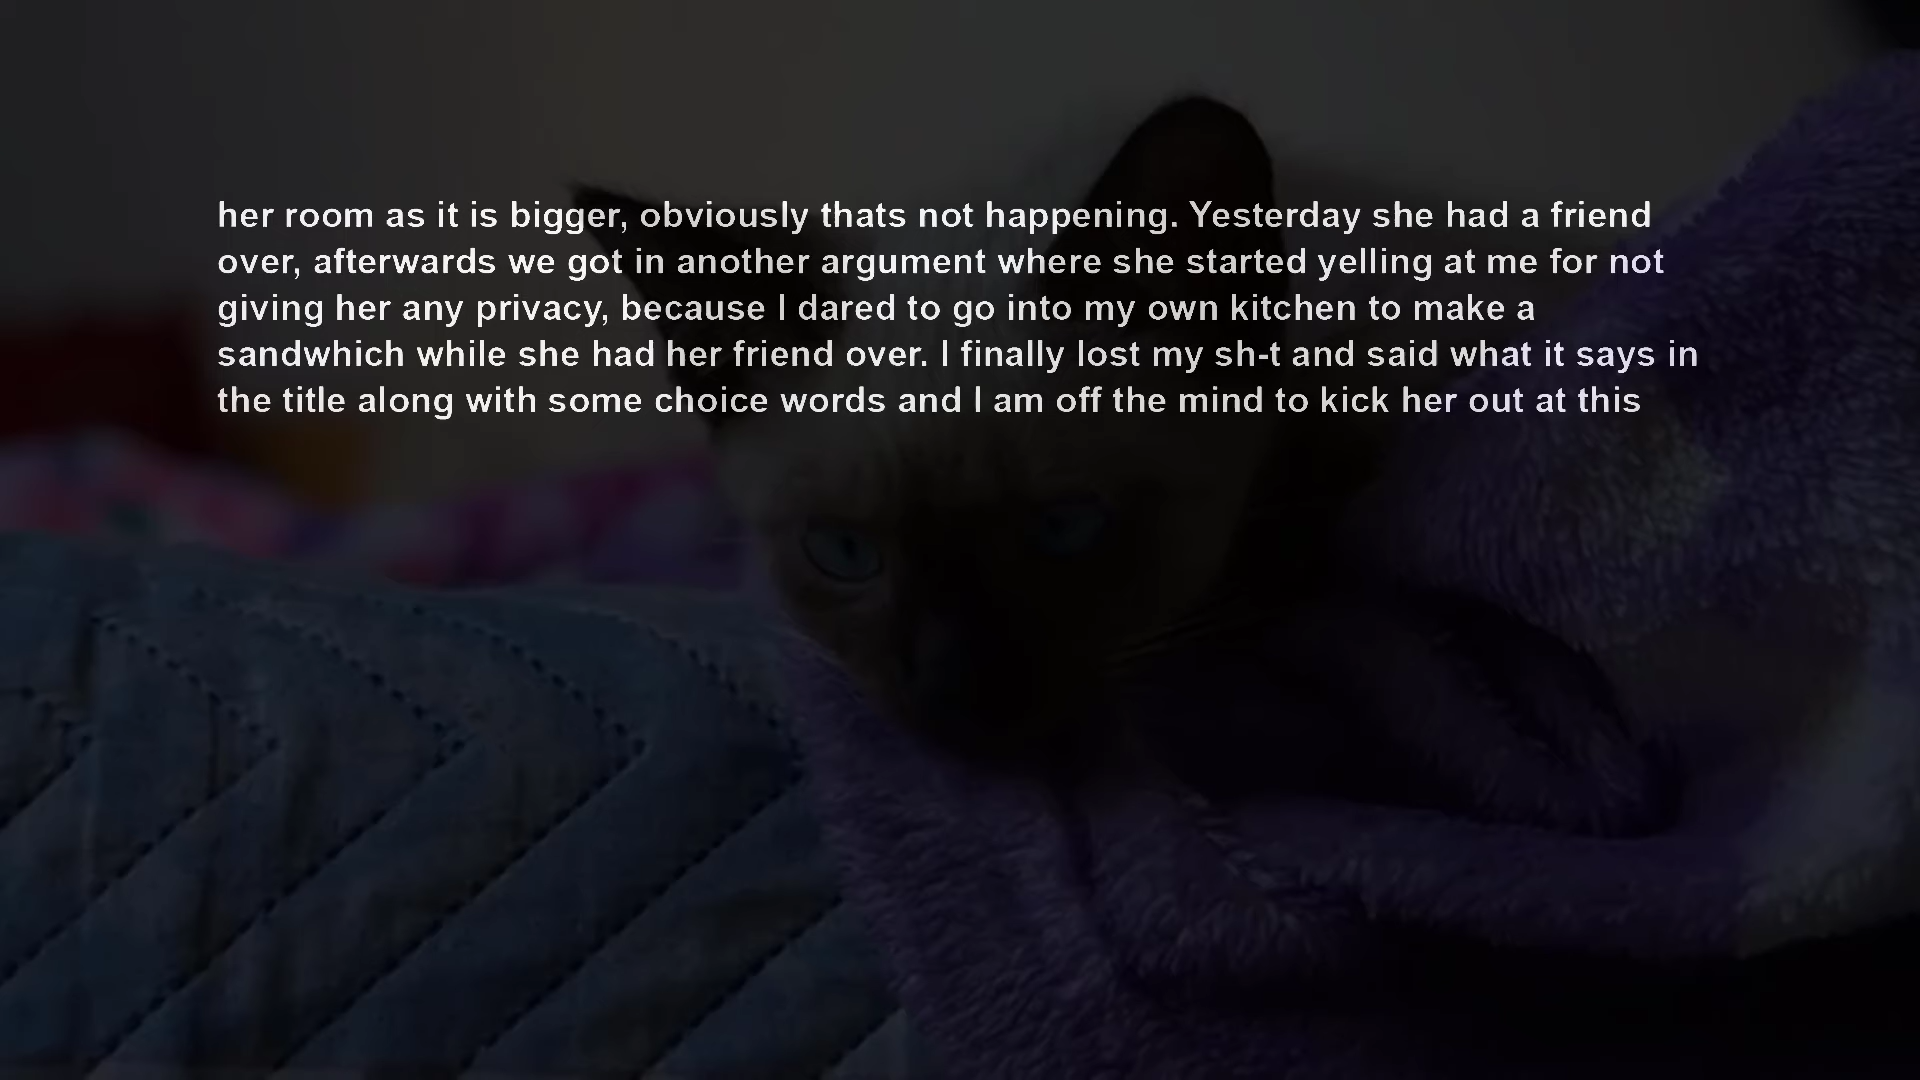 her room as it is bigger, obviously thats not happening. Yesterday she had a friend
over, afterwards we got in another argument where she started yelling at me for not
giving her any privacy, because I dared to go into my own kitchen to make a
sandwhich while she had her friend over. I finally lost my sh-t and said what it says in
the title along with some choice words and I am off the mind to kick her out at this